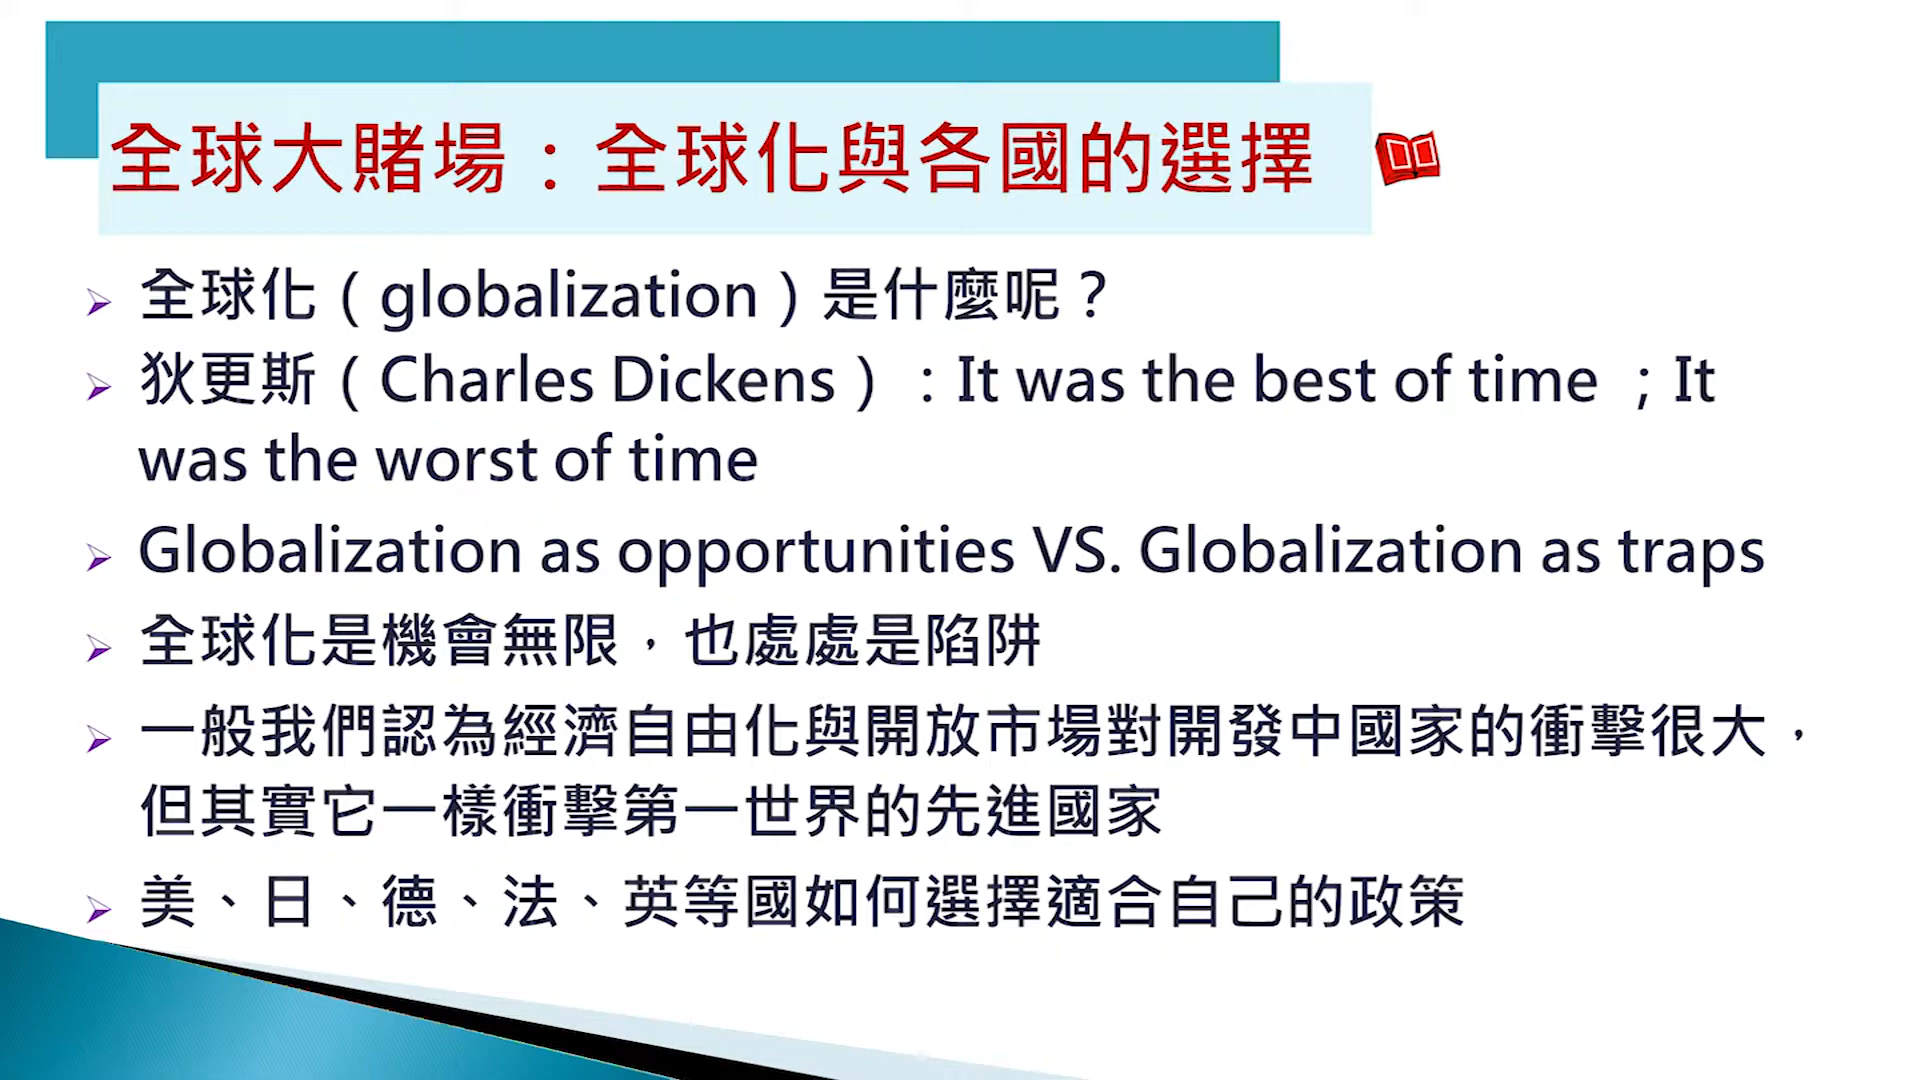 全球大賭場：全球化與各國的選擇
全球化（globalization）是什麼呢？
狄更斯（Charles Dickens）：It was the best of time ；It
was the worst of time
Globalization as opportunities VS. Globalization as traps
全球化是機會無限，也處處是陷阱
一般我們認為經濟自由化與開放市場對開發中國家的衝擊很大，
但其實它一樣衝擊第一世界的先進國家
美、日、德、法、英等國如何選擇適合自己的政策